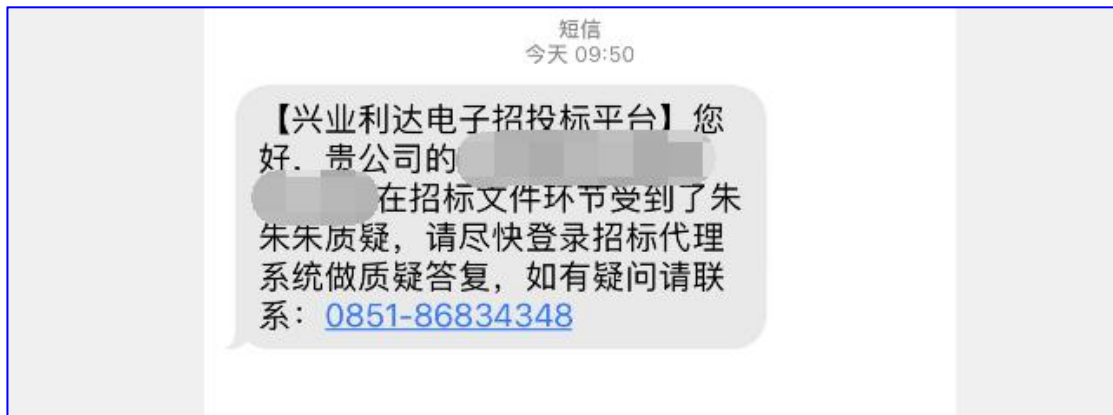 短信
今天 09:50
【兴业利达电子招投标平台】您
好．贵公司的
在招标文件环节受到了朱
朱朱质疑，请尽快登录招标代理
系统做质疑答复，如有疑问请联
系：0851-86834348